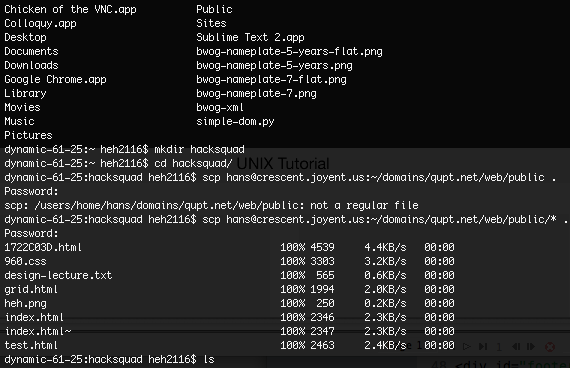 Chicken of the VNC.app Public
Colloquy.app Sites
Desktop Sublime Text 2.app
Documents bwog-nameplate-5-years-flat.png
Downloads bwog-nameplate-5-years.png
Google Chrome.app bwog-nameplate-7-flat.png
Library bwog-nameplate-7.png
Movies bwog-xml
Music simple-dom.py
Pictures
dynamic-61-25:~ heh2116$ mkdir hacksquad
dynamic-61-25:~ heh2116$ cd hacksquad/
UNIX Tutorial
dynamic-61-25:hacksquad heh2116$ scp hans@crescent.joyent.us:~/domains/qupt.net/web/public .
Password:
scp: /users/home/hans/domains/qupt.net/web/public: not a regular file
dynamic-61-25:hacksquad heh2116$ scp hans@crescent.joyent.us:~/domains/qupt.net/web/public/* .
Password:
1722C03D.html 100% 4539 4.4KB/s 00:00
960.css 100% 3303 3.2KB/s 00:00
design-lecture.txt 100% 565 0.6KB/s 00:00
grid.html 100% 1994 2.0KB/s 00:00
heh.png 100% 250 0.2KB/s 00:00
index.html 100% 2346 2.3KB/s 00:00
index.html~ 100% 2347 2.3KB/s 00:00
test.html 100% 2463 2.4KB/s 00:00
dynamic-61-25:hacksquad heh2116$ ls